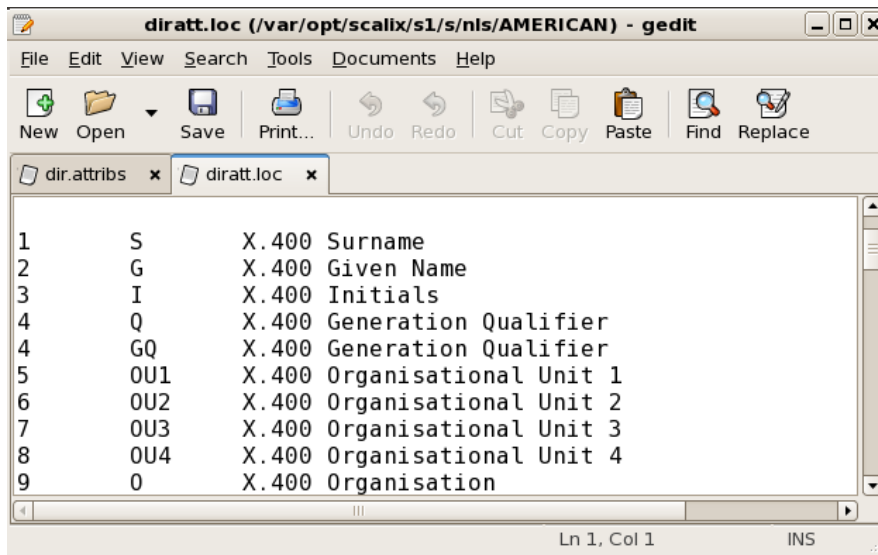 diratt.loc (/var/opt/scalix/s1/s/nls/AMERICAN) - gedit
File Edit View Search Tools Documents Help
New Open Save Print... Undo Redo Cut Copy Paste Find Replace
dir.attribs diratt.loc
1 S X.400 Surname
2 G X.400 Given Name
3 I X.400 Initials
4 Q X.400 Generation Qualifier
4 GQ X.400 Generation Qualifier
5 OU1 X.400 Organisational Unit 1
6 OU2 X.400 Organisational Unit 2
7 OU3 X.400 Organisational Unit 3
8 OU4 X.400 Organisational Unit 4
9 O X.400 Organisation
Ln 1, Col 1 INS